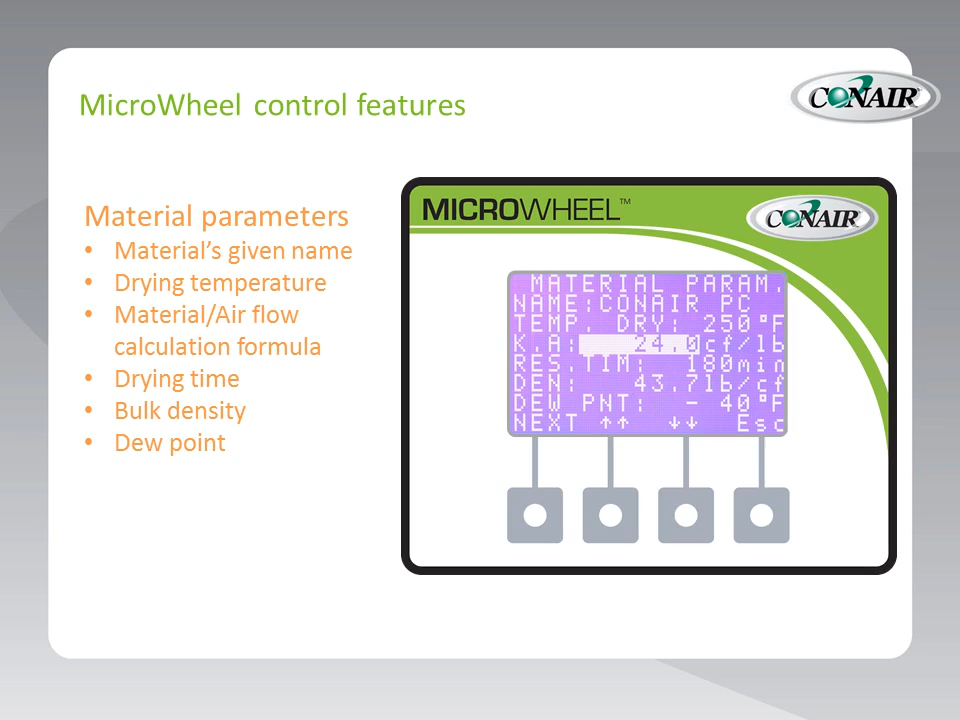 MicroWheel control features
CONAIR
Material parameters
• Material's given name
• Drying temperature
• Material/Air flow
calculation formula
• Drying time
• Bulk density
• Dew point
MICROWHEEL™
CONAIR
MATERIAL PARAM.
NAME:CONAIR PC
TEMP. DRY: 250°F
K.A: 24.0cf/lb
RES.TIM: 180min
DEN: 43.7lb/cf
DEW PNT: - 40°F
NEXT ↑↑ ↓↓ Esc